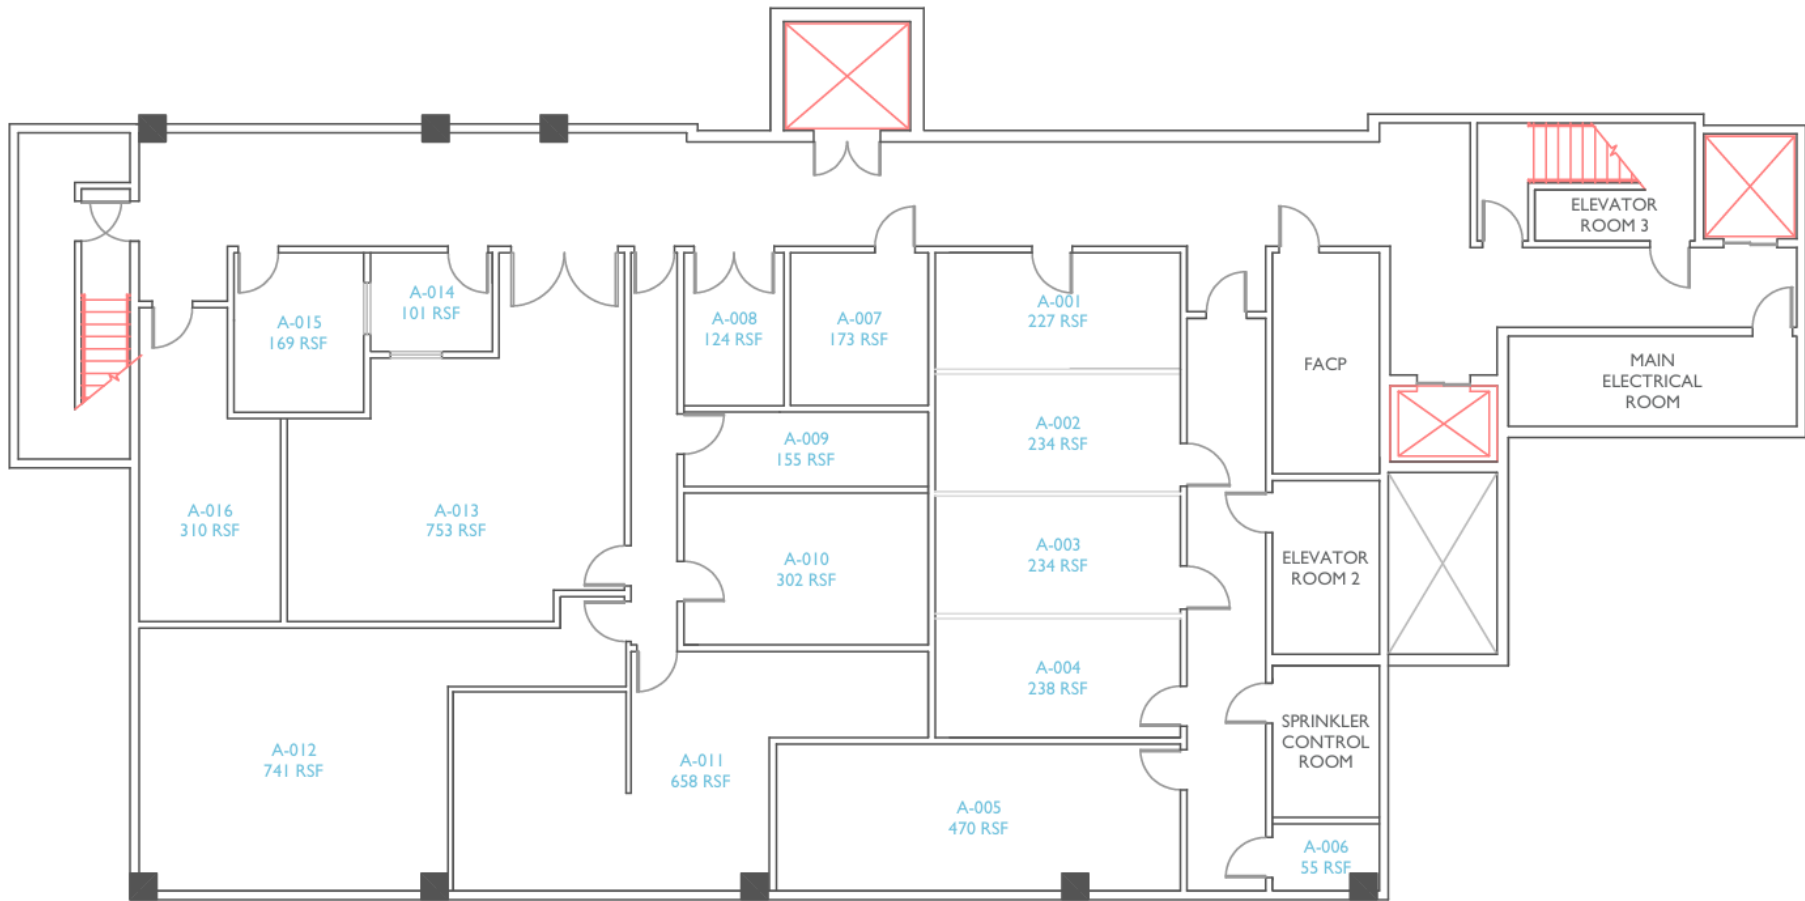 ELEVATOR
ROOM 3
A-014
101 RSF
A-015
169 RSF
A-008
124 RSF
A-007
173 RSF
A-001
227 RSF
FACP
MAIN
ELECTRICAL
ROOM
A-002
234 RSF
A-009
155 RSF
A-016
310 RSF
A-013
753 RSF
A-010
302 RSF
A-003
234 RSF
ELEVATOR
ROOM 2
A-004
238 RSF
SPRINKLER
CONTROL
ROOM
A-012
741 RSF
A-011
658 RSF
A-005
470 RSF
A-006
55 RSF